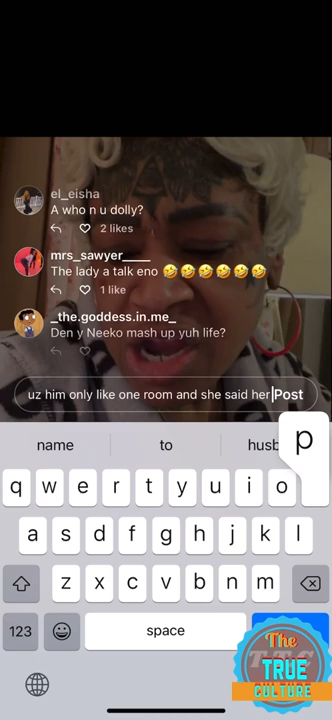 el_eisha
A who n u dolly?
2 likes
mrs_sawyer____
The lady a talk eno 🤣🤣🤣🤣🤣🤣
1 like
_the.goddess.in.me_
Den y Neeko mash up yuh life?
uz him only like one room and she said her Post
name to husb
p
q w e r t y u i o
a s d f g h j k l
z x c v b n m
123 space
The
T.T.C
TRUE
CULTURE